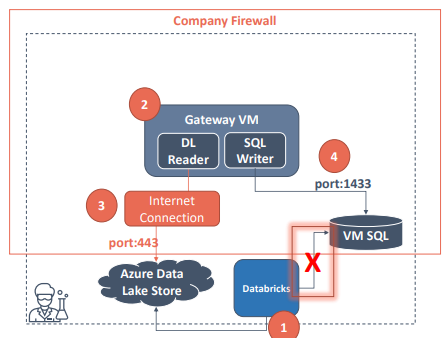 Company Firewall
2
Gateway VM
DL
Reader
SQL
Writer
4
port:1433
3
Internet
Connection
port:443
VM SQL
X
Azure Data
Lake Store
Databricks
1